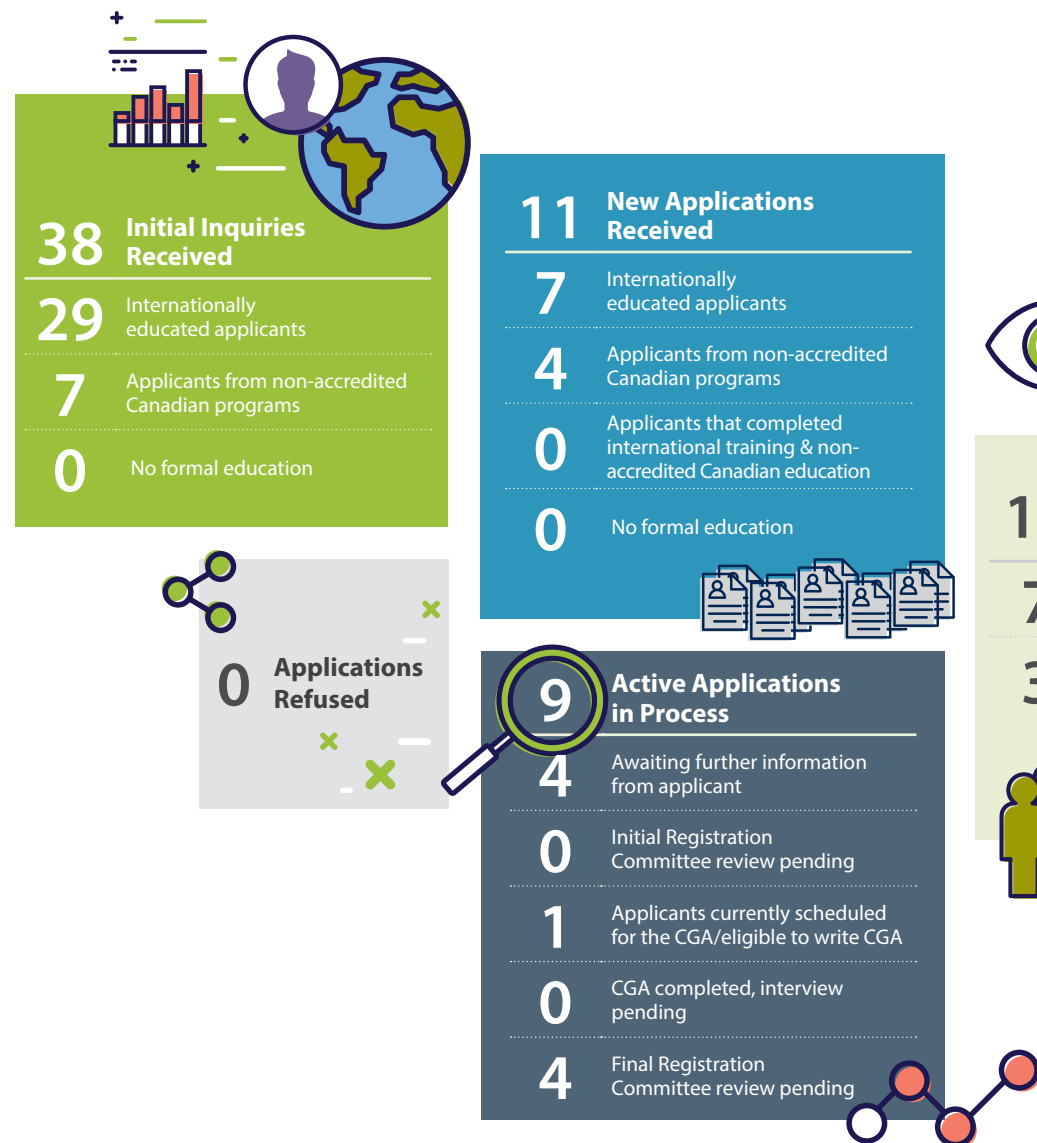 38 Initial Inquiries
Received
29 Internationally
educated applicants
7 Applicants from non-accredited
Canadian programs
0 No formal education
11 New Applications
Received
7 Internationally
educated applicants
4 Applicants from non-accredited
Canadian programs
0 Applicants that completed
international training & non-
accredited Canadian education
0 No formal education
0 Applications
Refused
9 Active Applications
in Process
4 Awaiting further information
from applicant
0 Initial Registration
Committee review pending
1 Applicants currently scheduled
for the CGA/eligible to write CGA
0 CGA completed, interview
pending
4 Final Registration
Committee review pending
1
7
3